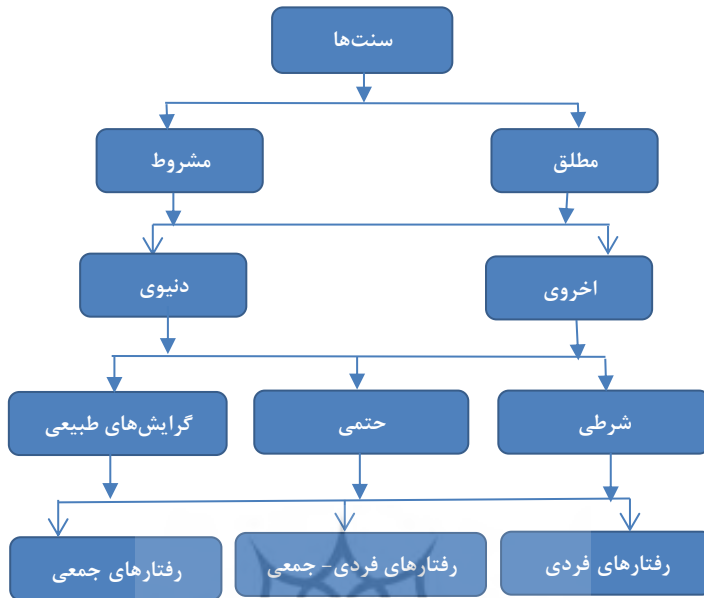 سنت‌ها
مطلق
مشروط
اخروی
دنیوی
شرطی
حتمی
گرایش‌های طبیعی
رفتارهای فردی
رفتارهای فردی- جمعی
رفتارهای جمعی